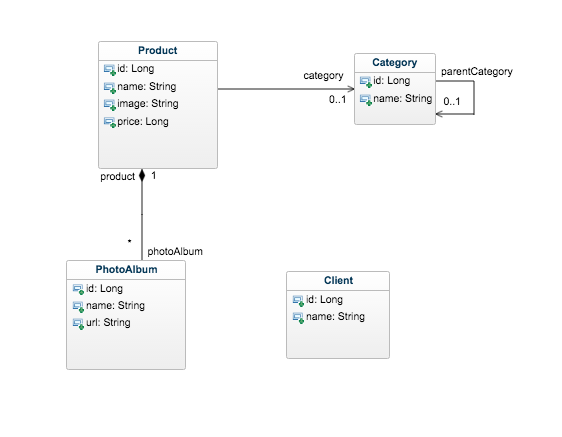 Product
id: Long
name: String
image: String
price: Long
category
0..1
Category
id: Long
name: String
parentCategory
0..1
product
1
*
photoAlbum
PhotoAlbum
id: Long
name: String
url: String
Client
id: Long
name: String